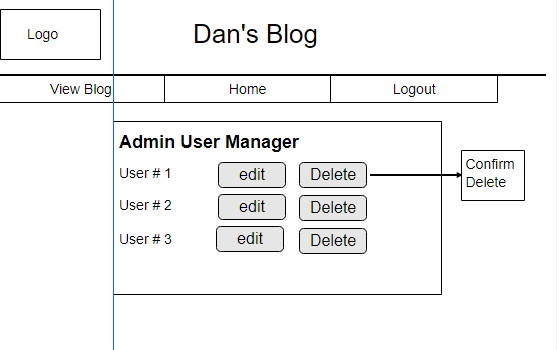 Logo
Dan's Blog
View Blog Home Logout
Admin User Manager
User # 1 edit Delete
Confirm
Delete
User # 2 edit Delete
User # 3 edit Delete